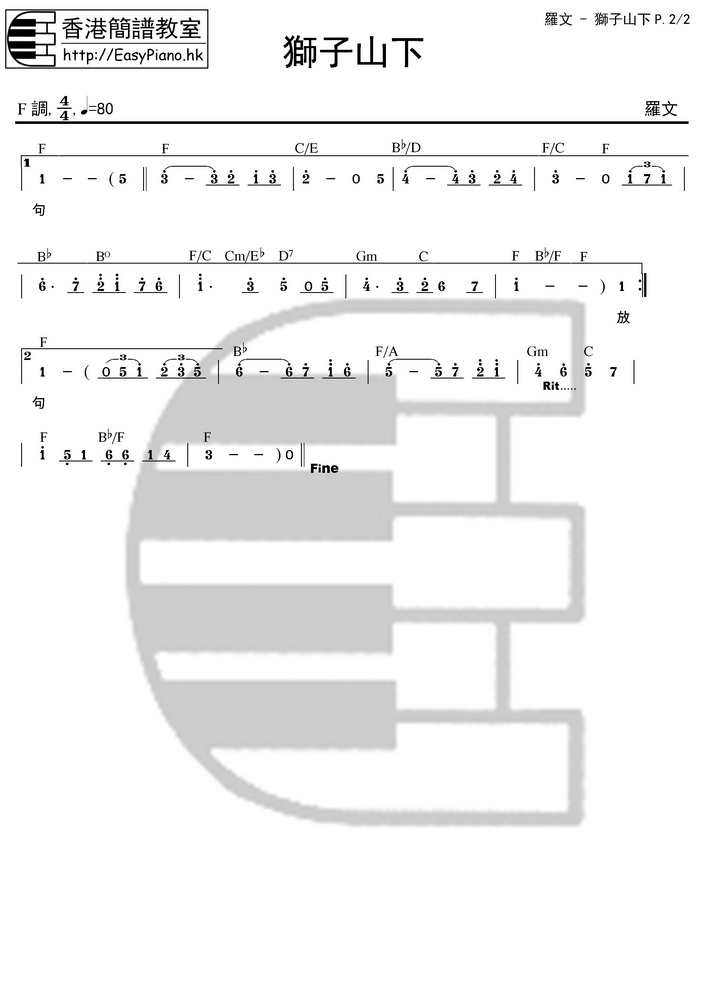 香港簡譜教室
http://EasyPiano.hk
羅文 - 獅子山下 P. 2/2
獅子山下
F 調, 4/4, ♩=80
羅文
F F C/E B♭/D F/C F
1 1 - - ( 5 ‖ 3̇ - 3̇ 2̇ 1̇ 3̇ | 2̇ - 0 5 | 4̇ - 4̇ 3̇ 2̇ 4̇ | 3̇ - 0 1̇ 7 1̇ |
3
句
B♭ B° F/C Cm/E♭ D7 Gm C F B♭/F F
| 6̇ · 7̇ 2̇ 1̇ 7̇ 6̇ | 1̇ · 3̇ 5̇ 0 5̇ | 4̇ · 3̇ 2̇ 6 7 | 1̇ - - ) 1 :‖
放
F B♭ F/A Gm C
2 1 - ( 0 5̇ 1̇ 2̇ 3̇ 5̇ | 6̇ - 6̇ 7̇ 1̇ 6̇ | 5̇ - 5̇ 7̇ 2̇ 1̇ | 4̇ 6̇ 5̇ 7 |
3 3
Rit.....
句
F B♭/F F
| 1̇ 5̣ 1 6̣ 6̣ 1 4 | 3 - - ) 0 ‖
Fine